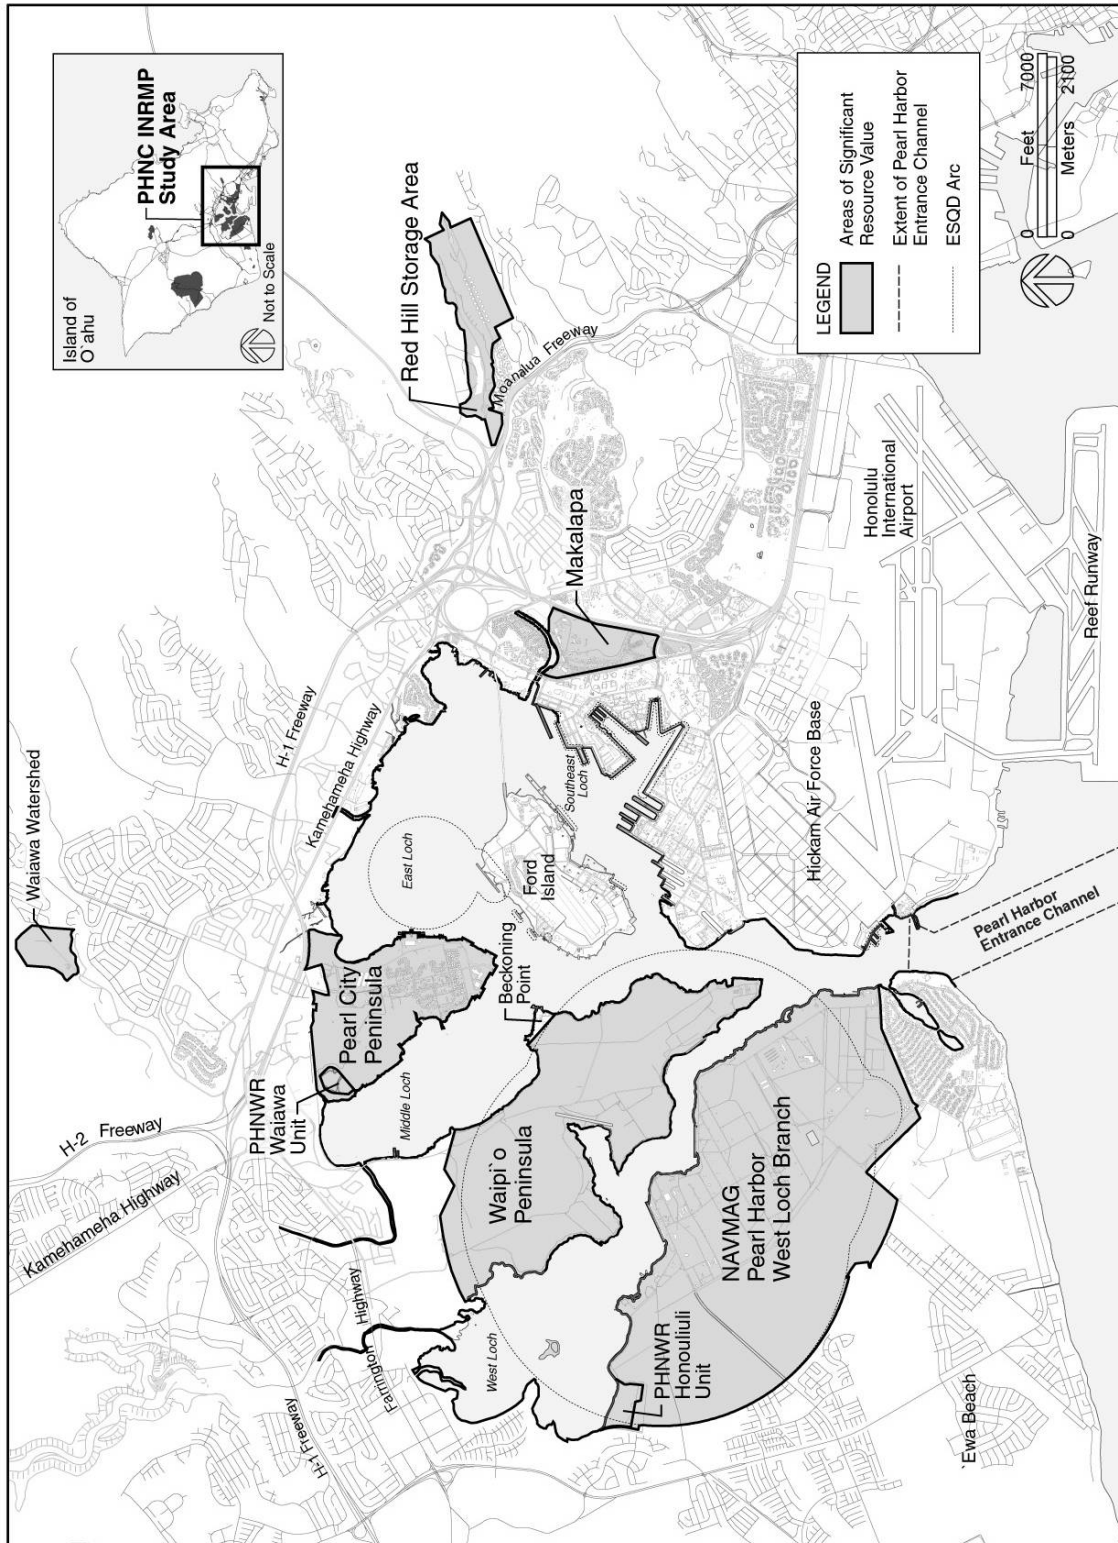 Island of
O`ahu
PHNC INRMP
Study Area
Not to Scale
LEGEND
Areas of Significant
Resource Value
Extent of Pearl Harbor
Entrance Channel
ESQD Arc
0 Feet 7000
0 Meters 2100
Waiawa Watershed
H-2 Freeway
Kamehameha Highway
H-1 Freeway
Kamehameha Highway
Red Hill Storage Area
Moanalua Freeway
PHNWR
Waiawa
Unit
Pearl City
Peninsula
East Loch
Makalapa
Farrington
Highway
H-1 Freeway
Middle Loch
Beckoning
Point
Ford
Island
Southeast
Loch
West Loch
Waipi`o
Peninsula
PHNWR
Honouliuli
Unit
NAVMAG
Pearl Harbor
West Loch Branch
Hickam Air Force Base
Honolulu
International
Airport
Reef Runway
Pearl Harbor
Entrance Channel
`Ewa Beach